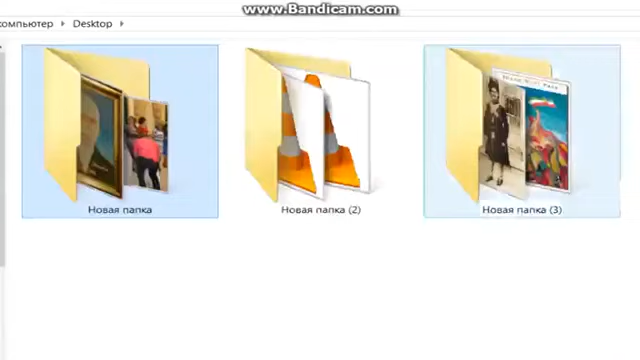 www.Bandicam.com
компьютер ▸ Desktop ▸
Новая папка
Новая папка (2)
Новая папка (3)